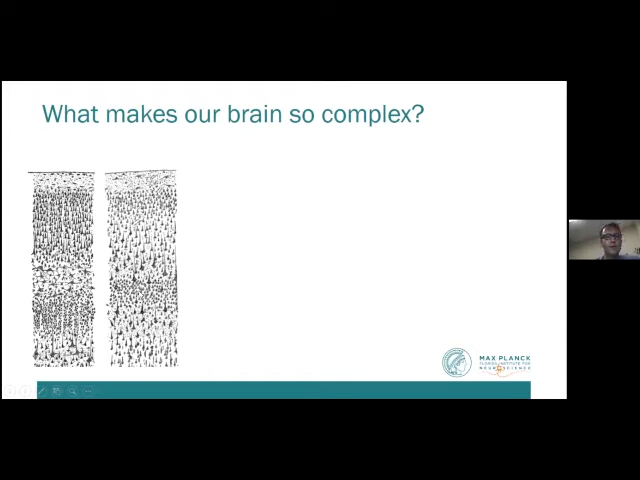 What makes our brain so complex?
MAX PLANCK
FLORIDA INSTITUTE FOR
NEUROSCIENCE